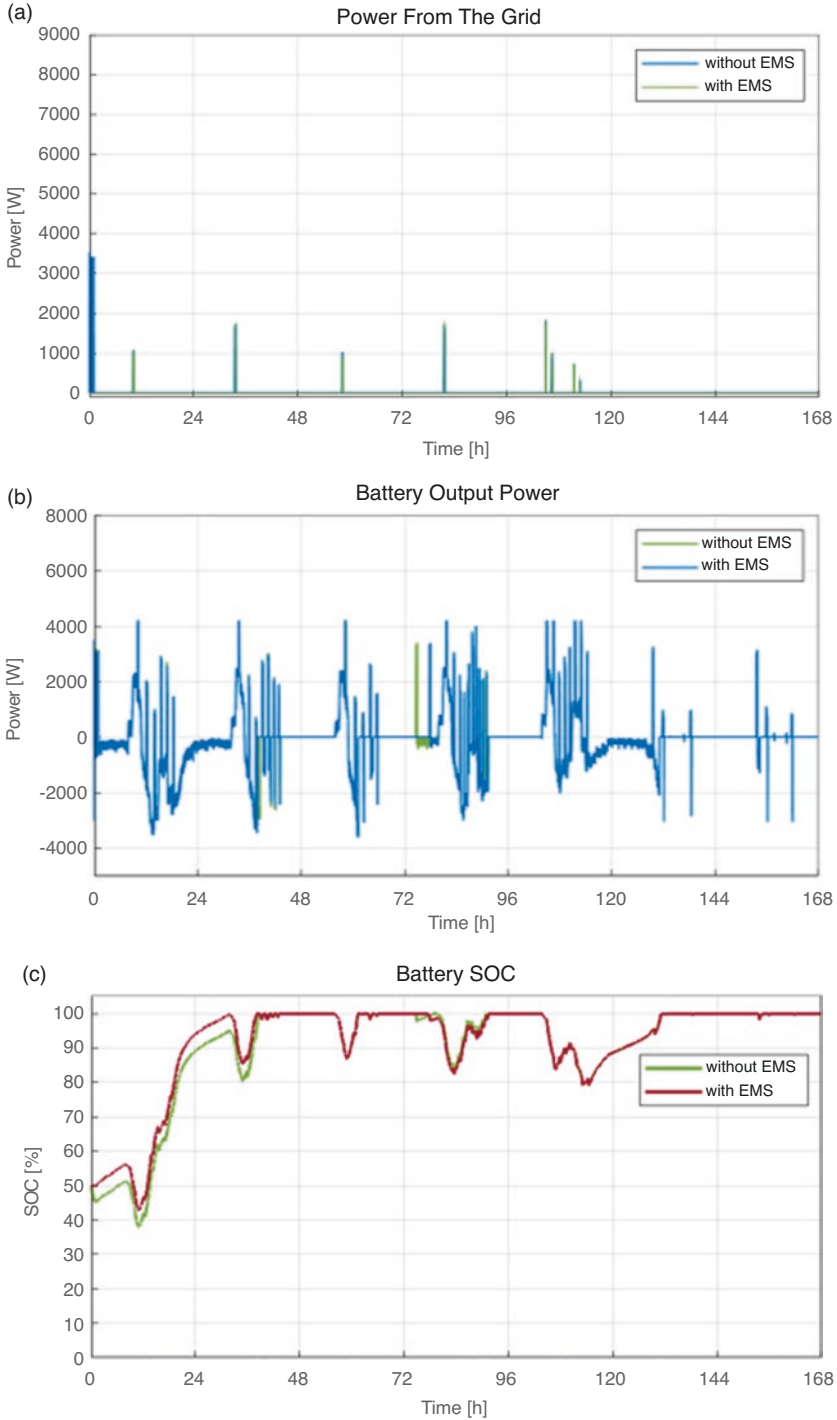 (a)
Power From The Grid
9000
8000
7000
6000
5000
4000
3000
2000
1000
0
Power [W]
without EMS
with EMS
0 24 48 72 96 120 144 168
Time [h]
(b)
Battery Output Power
8000
6000
4000
2000
0
-2000
-4000
Power [W]
without EMS
with EMS
0 24 48 72 96 120 144 168
Time [h]
(c)
Battery SOC
100
90
80
70
60
50
40
30
20
10
0
SOC [%]
without EMS
with EMS
0 24 48 72 96 120 144 168
Time [h]